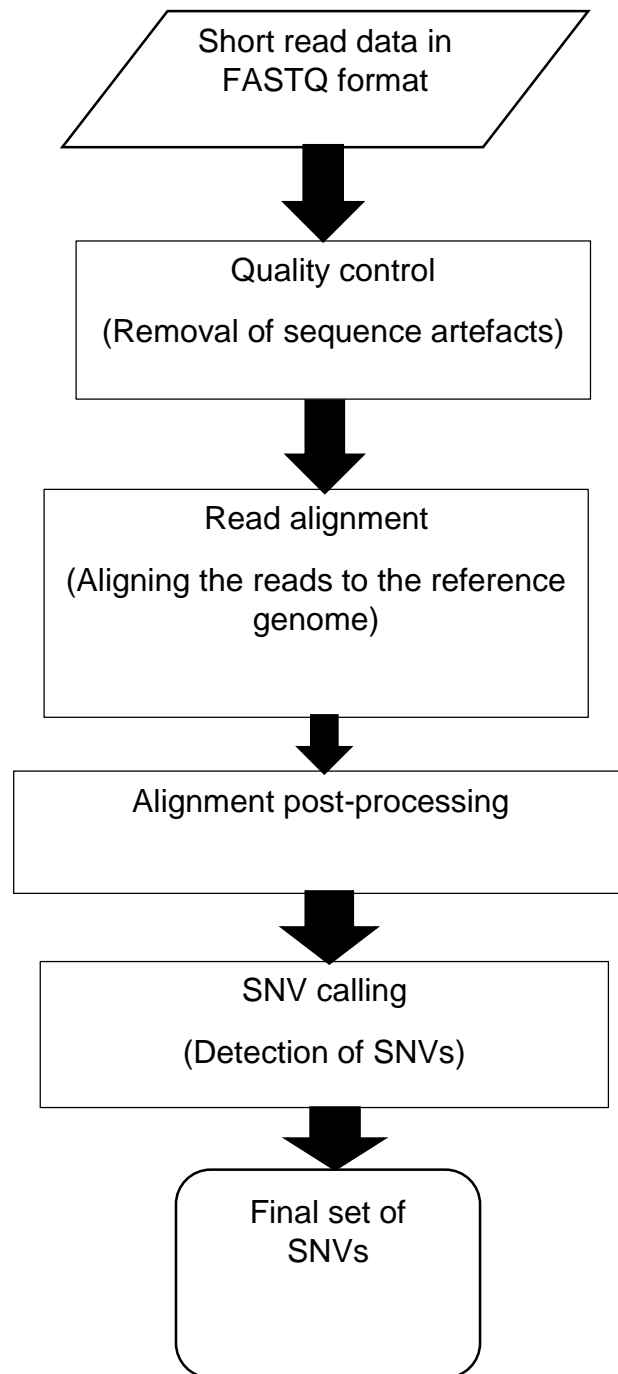 Short read data in
FASTQ format
Quality control
(Removal of sequence artefacts)
Read alignment
(Aligning the reads to the reference
genome)
Alignment post-processing
SNV calling
(Detection of SNVs)
Final set of
SNVs